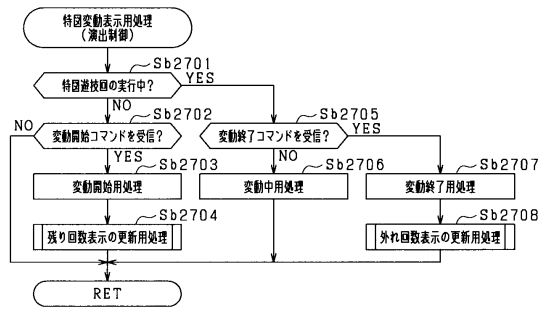 特図変動表示用処理
(演出制御)
Sb2701
特図遊技回の実行中?
YES
NO
Sb2702
Sb2705
NO
変動開始コマンドを受信?
変動終了コマンドを受信?
YES
YES
NO
Sb2703
Sb2706
Sb2707
変動開始用処理
変動中用処理
変動終了用処理
Sb2704
Sb2708
残り回数表示の更新用処理
外れ回数表示の更新用処理
RET